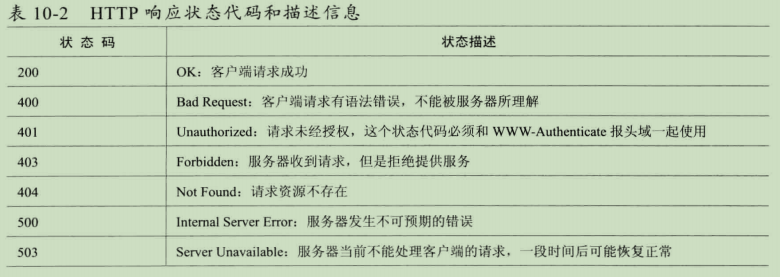 表 10-2 HTTP 响应状态代码和描述信息
状 态 码 状态描述
200 OK：客户端请求成功
400 Bad Request：客户端请求有语法错误，不能被服务器所理解
401 Unauthorized：请求未经授权，这个状态代码必须和 WWW-Authenticate 报头域一起使用
403 Forbidden：服务器收到请求，但是拒绝提供服务
404 Not Found：请求资源不存在
500 Internal Server Error：服务器发生不可预期的错误
503 Server Unavailable：服务器当前不能处理客户端的请求，一段时间后可能恢复正常